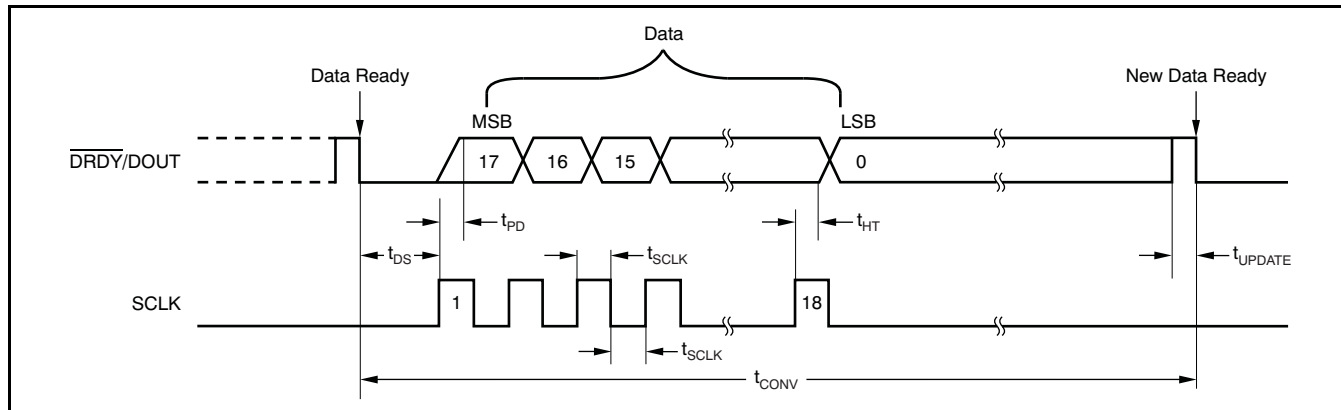 Data
Data Ready
New Data Ready
MSB
LSB
DRDY/DOUT
17
16
15
0
tPD
tHT
tDS
tSCLK
tUPDATE
SCLK
1
18
tSCLK
tCONV